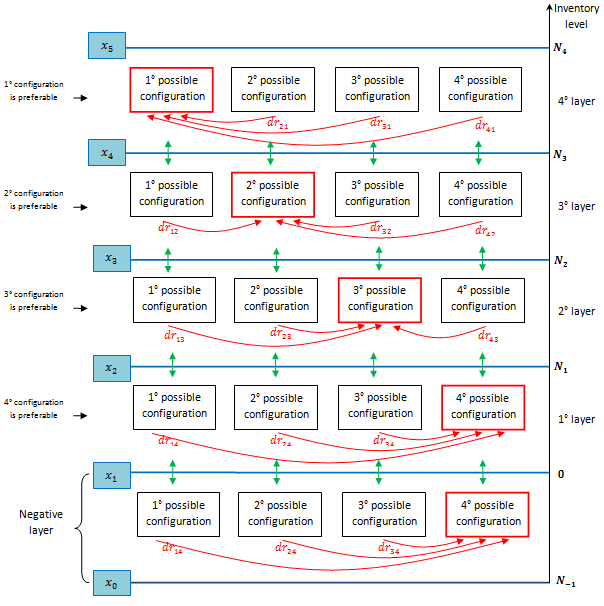 Inventory
level
x₅
N₄
1° configuration
is preferable
1° possible
configuration
2° possible
configuration
3° possible
configuration
4° possible
configuration
4° layer
dr₂₁
dr₃₁
dr₄₁
x₄
N₃
2° configuration
is preferable
1° possible
configuration
2° possible
configuration
3° possible
configuration
4° possible
configuration
3° layer
dr₁₂
dr₃₂
dr₄₂
x₃
N₂
3° configuration
is preferable
1° possible
configuration
2° possible
configuration
3° possible
configuration
4° possible
configuration
2° layer
dr₁₃
dr₂₃
dr₄₃
x₂
N₁
4° configuration
is preferable
1° possible
configuration
2° possible
configuration
3° possible
configuration
4° possible
configuration
1° layer
dr₁₄
dr₂₄
dr₃₄
x₁
0
Negative
layer
1° possible
configuration
2° possible
configuration
3° possible
configuration
4° possible
configuration
dr₁₄
dr₂₄
dr₃₄
x₀
N₋₁